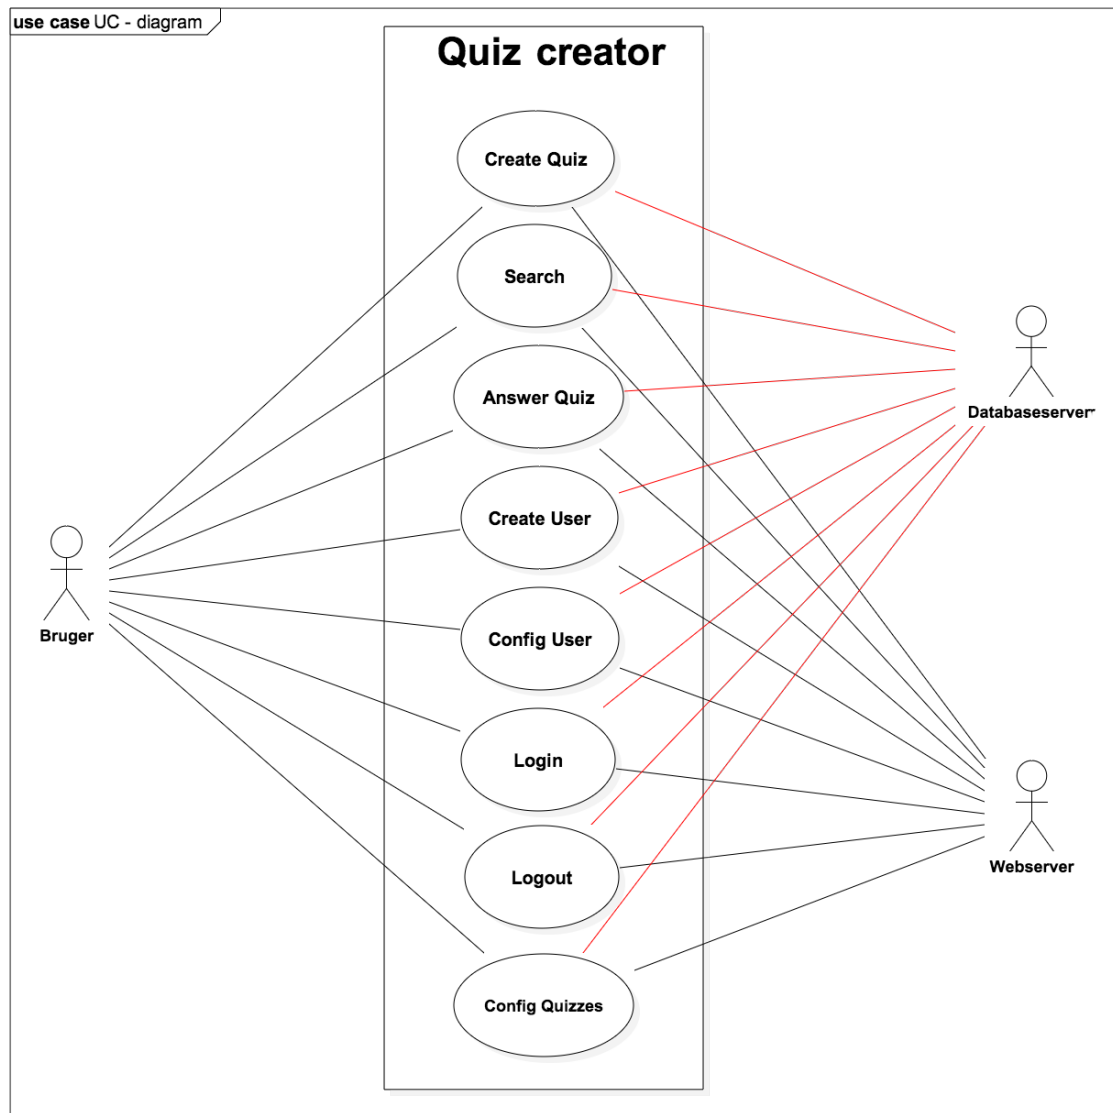 use case UC - diagram
Quiz creator
Create Quiz
Search
Answer Quiz
Create User
Config User
Login
Logout
Config Quizzes
Bruger
Databaseserver
Webserver